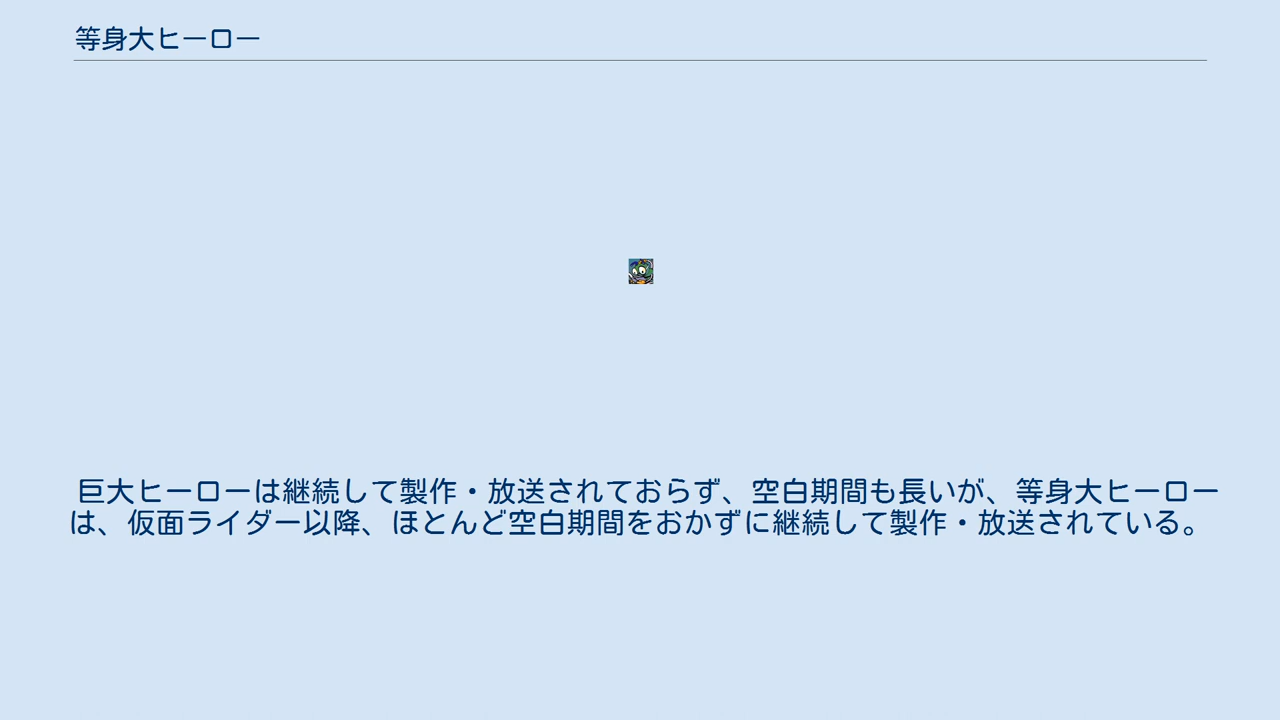 等身大ヒーロー
巨大ヒーローは継続して製作・放送されておらず、空白期間も長いが、等身大ヒーロー
は、仮面ライダー以降、ほとんど空白期間をおかずに継続して製作・放送されている。